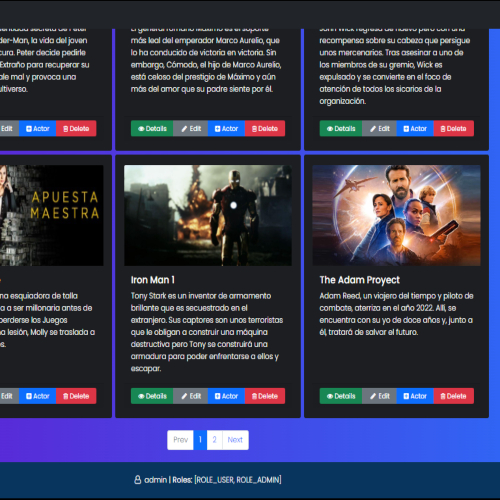 der-Man, la vida del joven
cura. Peter decide pedirle
Extraño para recuperar su
ale mal y provoca una
ultiverso.
más leal del emperador Marco Aurelio, que
lo ha conducido de victoria en victoria. Sin
embargo, Cómodo, el hijo de Marco Aurelio,
está celoso del prestigio de Máximo y aún
más del amor que su padre siente por él.
John Wick regresa de nuevo pero con una
recompensa sobre su cabeza que persigue
unos mercenarios. Tras asesinar a uno de
los miembros de su gremio, Wick es
expulsado y se convierte en el foco de
atención de todos los sicarios de la
organización.
Edit Actor Delete
Details Edit Actor Delete
Details Edit Actor Delete
APUESTA
MAESTRA
na esquiadora de talla
a a ser millonaria antes de
perderse los Juegos
na lesión, Molly se traslada a
s.
Iron Man 1
Tony Stark es un inventor de armamento
brillante que es secuestrado en el
extranjero. Sus captores son unos terroristas
que le obligan a construir una máquina
destructiva pero Tony se construirá una
armadura para poder enfrentarse a ellos y
escapar.
The Adam Proyect
Adam Reed, un viajero del tiempo y piloto de
combate, aterriza en el año 2022. Allí, se
encuentra con su yo de doce años y, junto a
él, tratará de salvar el futuro.
Edit Actor Delete
Details Edit Actor Delete
Details Edit Actor Delete
Prev 1 2 Next
admin | Roles: [ROLE_USER, ROLE_ADMIN]